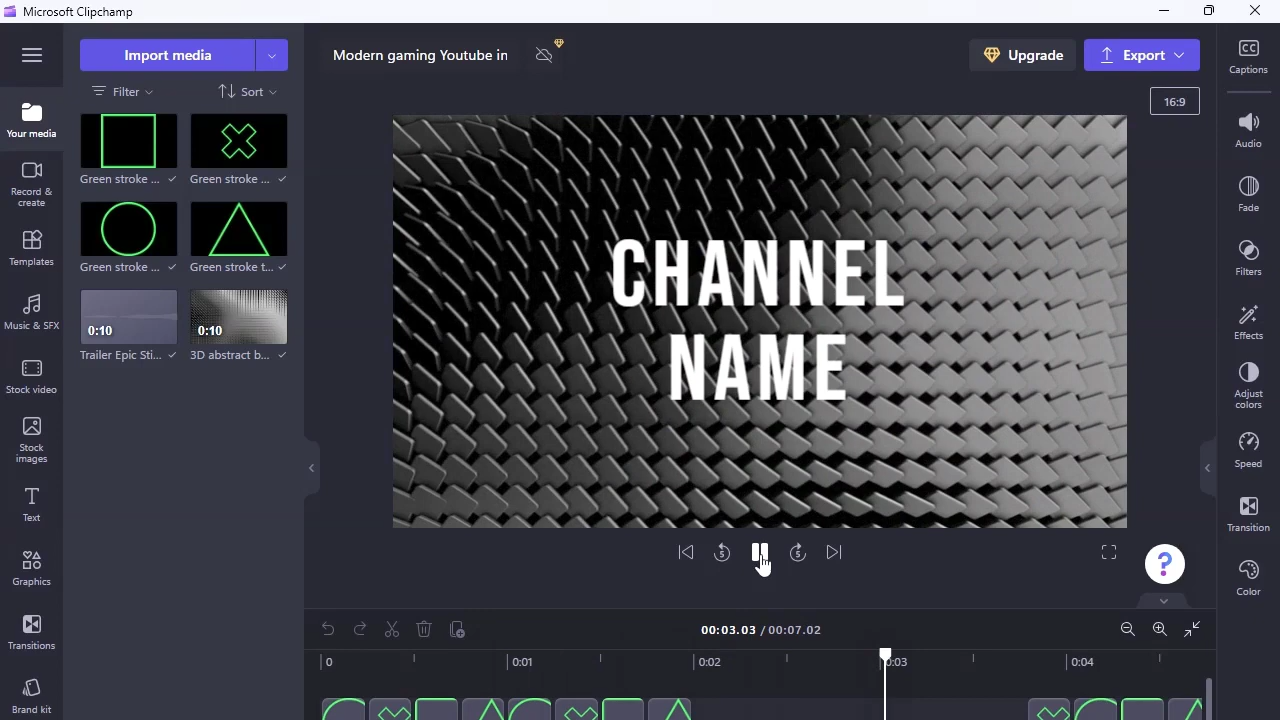 Microsoft Clipchamp
Import media
Modern gaming Youtube in
Upgrade
Export
Captions
Filter
Sort
16:9
Your media
Audio
Green stroke ...
Green stroke ...
Record &
create
Fade
Templates
Green stroke ...
Green stroke t...
Filters
CHANNEL
NAME
Music & SFX
0:10
0:10
Effects
Trailer Epic Sti...
3D abstract b...
Stock video
Adjust
colors
Stock
images
Speed
Text
Transition
5
5
?
Graphics
Color
Transitions
00:03.03 / 00:07.02
0
0:01
0:02
0:03
0:04
Brand kit